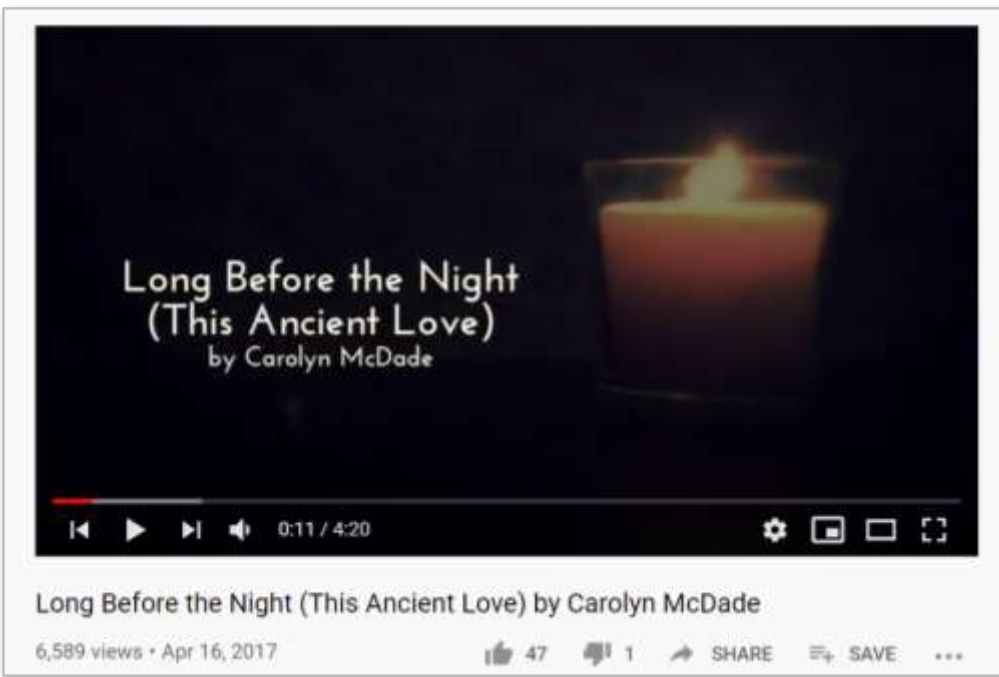 Long Before the Night
(This Ancient Love)
by Carolyn McDade
0:11 / 4:20
Long Before the Night (This Ancient Love) by Carolyn McDade
6,589 views • Apr 16, 2017 47 1 SHARE SAVE